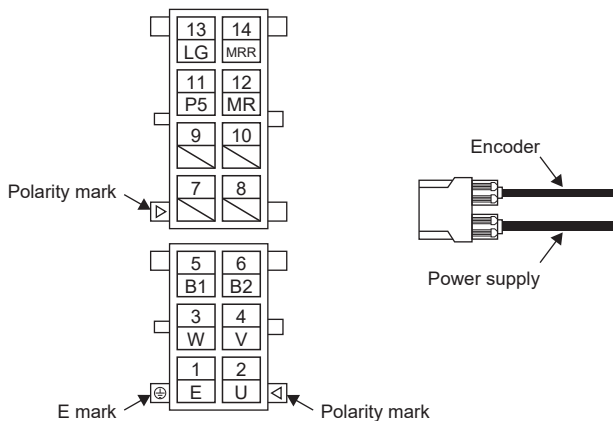 13 14
LG MRR
11 12
P5 MR
9 10
Encoder
Polarity mark
7 8
Power supply
5 6
B1 B2
3 4
W V
1 2
E U
E mark
Polarity mark